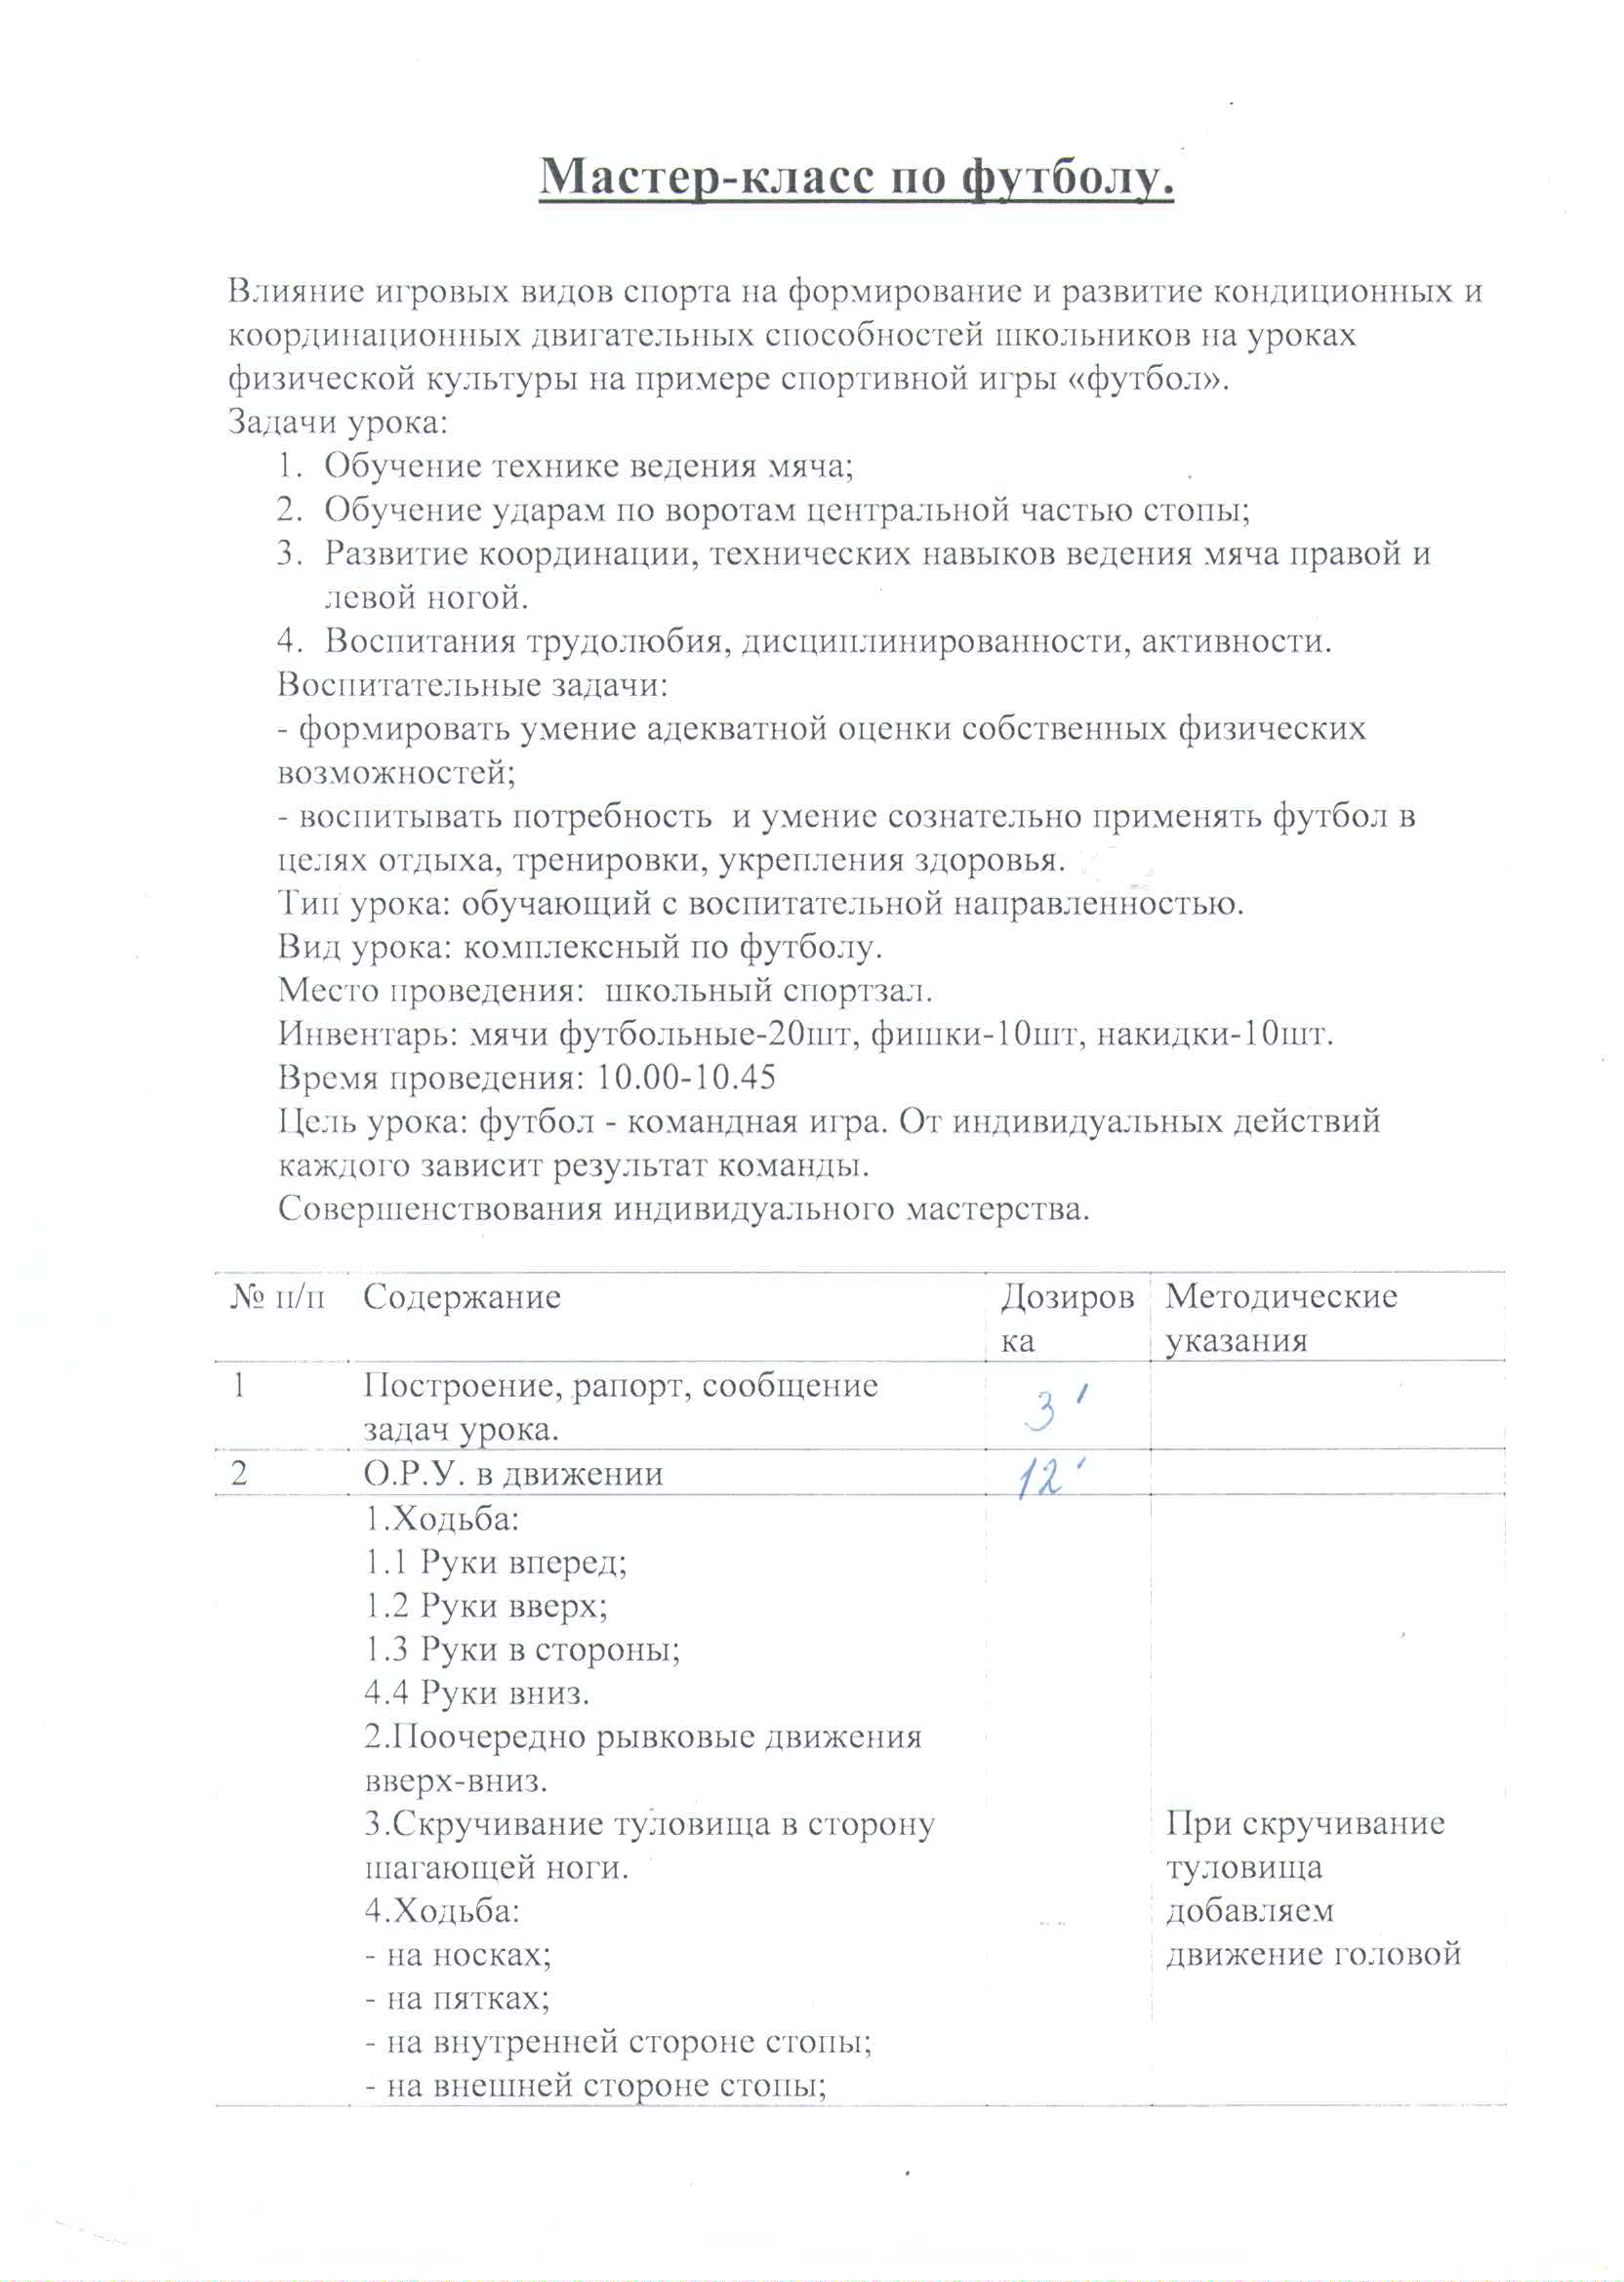 Мастер-класс по футболу.
Влияние игровых видов спорта на формирование и развитие кондиционных и
координационных двигательных способностей школьников на уроках
физической культуры на примере спортивной игры «футбол».
Задачи урока:
1. Обучение технике ведения мяча;
2. Обучение ударам по воротам центральной частью стопы;
3. Развитие координации, технических навыков ведения мяча правой и
левой ногой.
4. Воспитания трудолюбия, дисциплинированности, активности.
Воспитательные задачи:
- формировать умение адекватной оценки собственных физических
возможностей;
- воспитывать потребность и умение сознательно применять футбол в
целях отдыха, тренировки, укрепления здоровья.
Тип урока: обучающий с воспитательной направленностью.
Вид урока: комплексный по футболу.
Место проведения: школьный спортзал.
Инвентарь: мячи футбольные-20шт, фишки-10шт, накидки-10шт.
Время проведения: 10.00-10.45
Цель урока: футбол - командная игра. От индивидуальных действий
каждого зависит результат команды.
Совершенствования индивидуального мастерства.
№ п/п Содержание Дозиров Методические
ка указания
1 Построение, рапорт, сообщение 3'
задач урока.
2 О.Р.У. в движении 12'
1.Ходьба:
1.1 Руки вперед;
1.2 Руки вверх;
1.3 Руки в стороны;
4.4 Руки вниз.
2.Поочередно рывковые движения
вверх-вниз.
3.Скручивание туловища в сторону При скручивание
шагающей ноги. туловища
4.Ходьба: добавляем
- на носках; движение головой
- на пятках;
- на внутренней стороне стопы;
- на внешней стороне стопы;